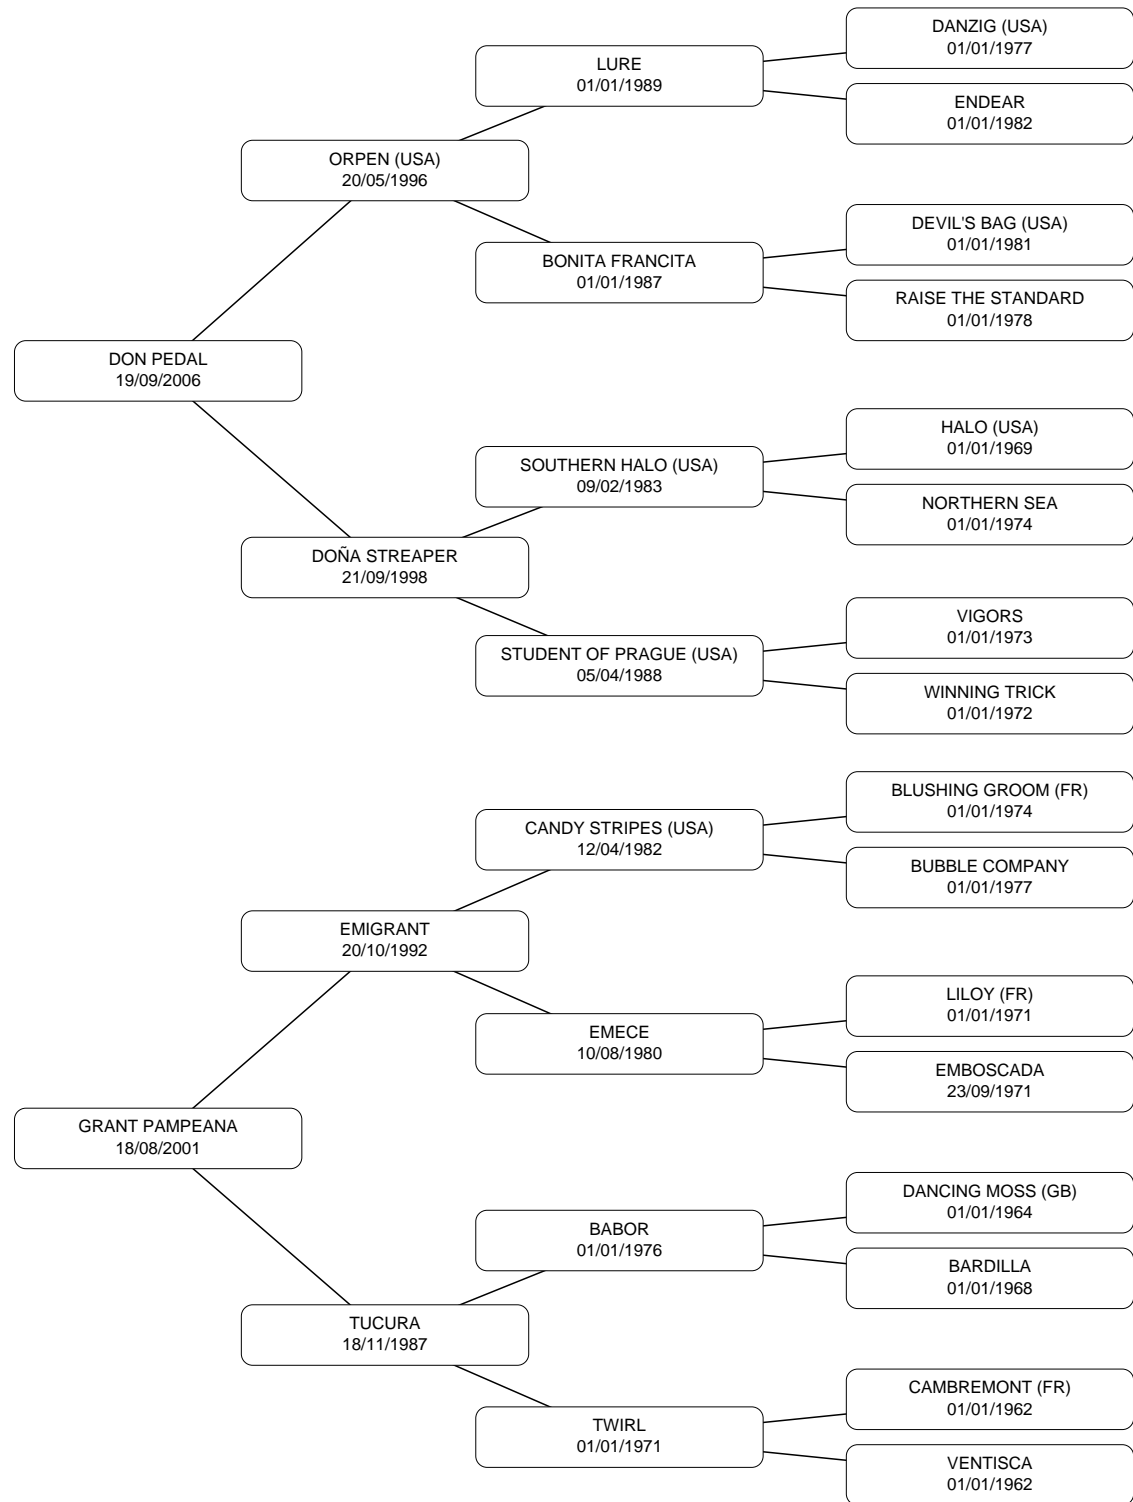 DANZIG (USA)
01/01/1977
LURE
01/01/1989
ENDEAR
01/01/1982
ORPEN (USA)
20/05/1996
DEVIL'S BAG (USA)
01/01/1981
BONITA FRANCITA
01/01/1987
RAISE THE STANDARD
01/01/1978
DON PEDAL
19/09/2006
HALO (USA)
01/01/1969
SOUTHERN HALO (USA)
09/02/1983
NORTHERN SEA
01/01/1974
DOÑA STREAPER
21/09/1998
VIGORS
01/01/1973
STUDENT OF PRAGUE (USA)
05/04/1988
WINNING TRICK
01/01/1972
BLUSHING GROOM (FR)
01/01/1974
CANDY STRIPES (USA)
12/04/1982
BUBBLE COMPANY
01/01/1977
EMIGRANT
20/10/1992
LILOY (FR)
01/01/1971
EMECE
10/08/1980
EMBOSCADA
23/09/1971
GRANT PAMPEANA
18/08/2001
DANCING MOSS (GB)
01/01/1964
BABOR
01/01/1976
BARDILLA
01/01/1968
TUCURA
18/11/1987
CAMBREMONT (FR)
01/01/1962
TWIRL
01/01/1971
VENTISCA
01/01/1962